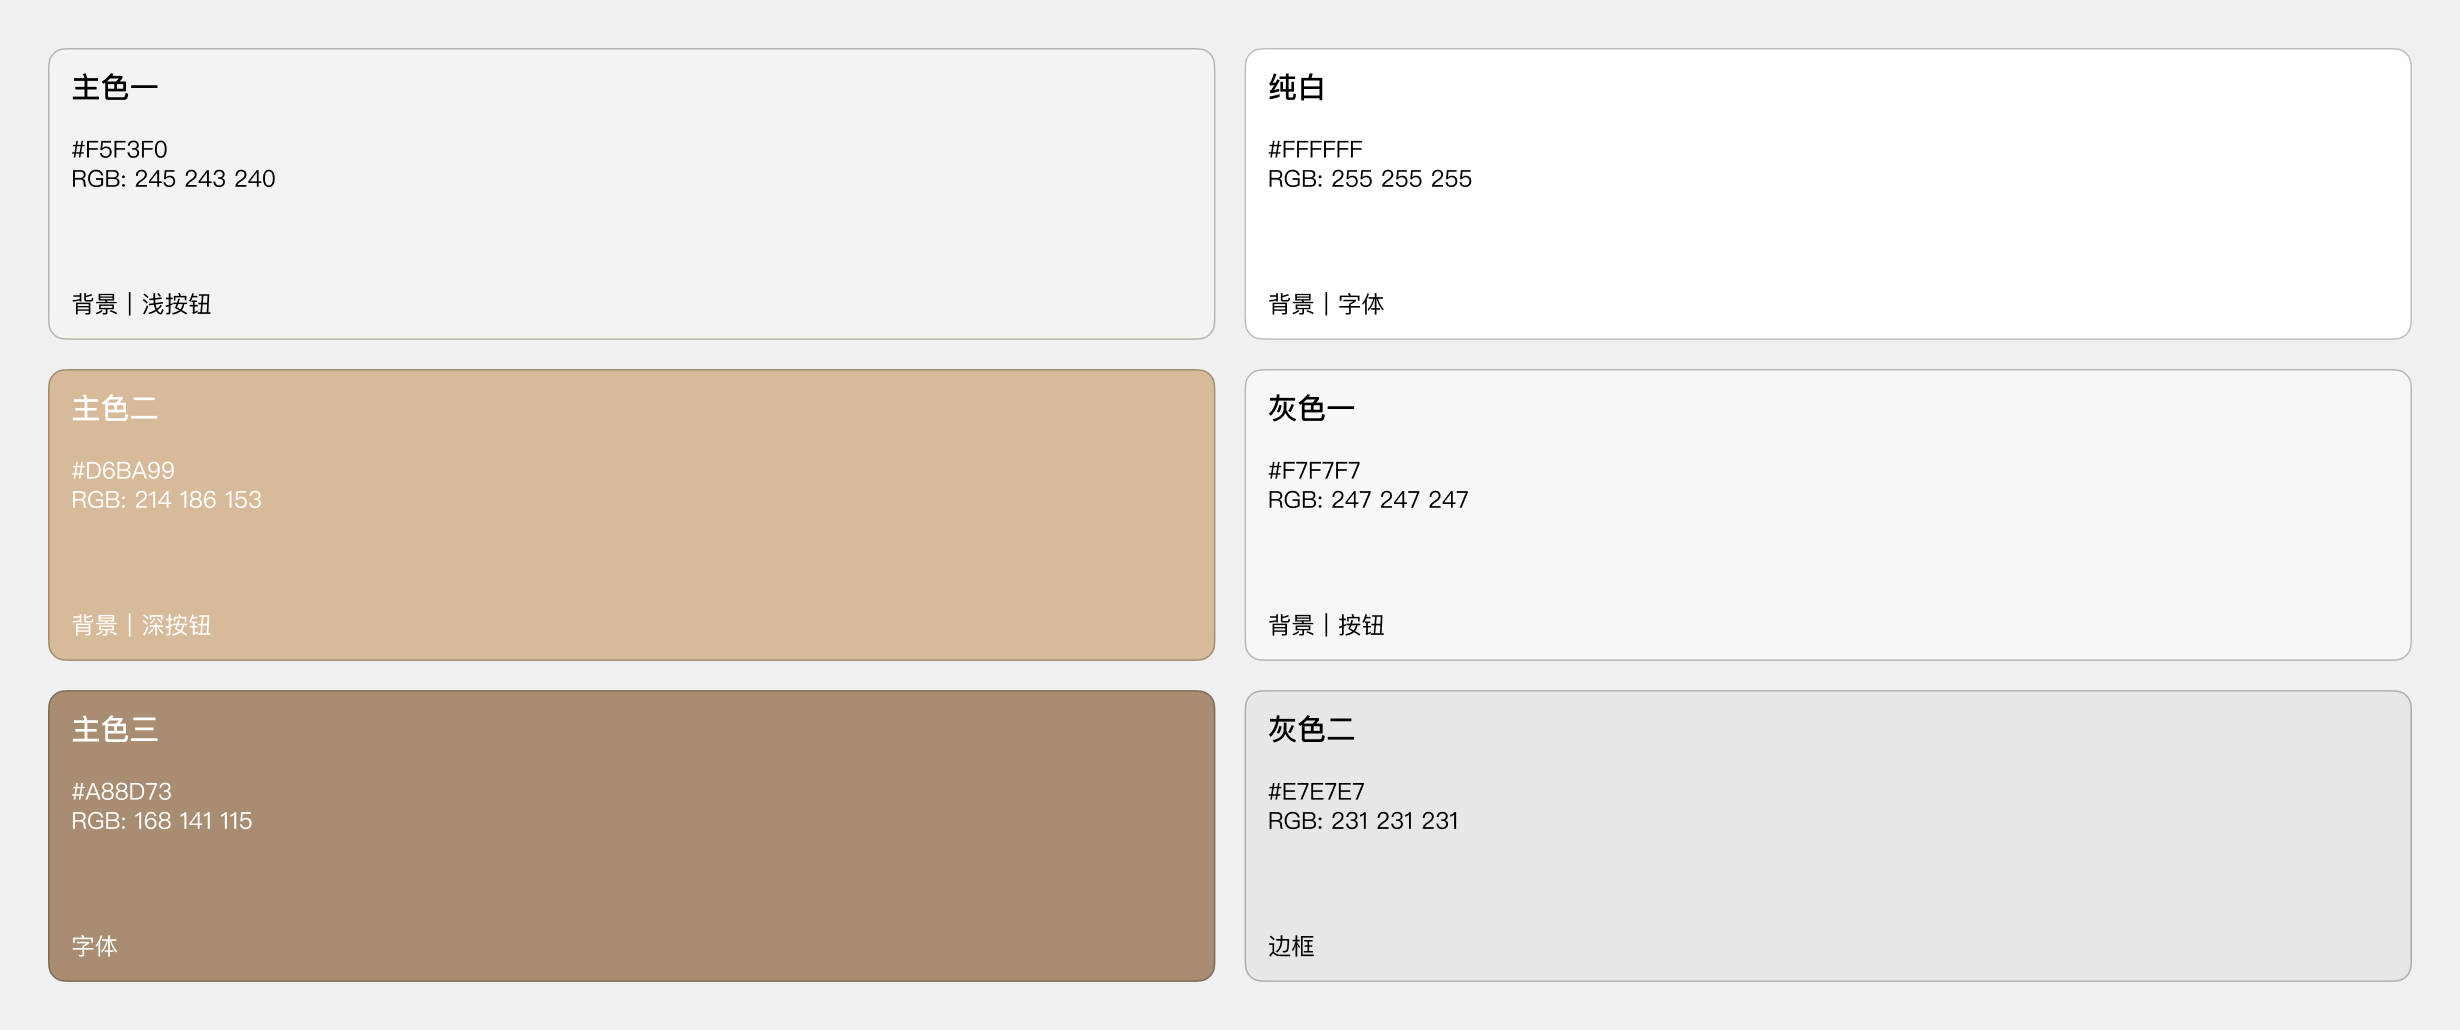 主色一
#F5F3F0
RGB: 245 243 240
背景｜浅按钮
纯白
#FFFFFF
RGB: 255 255 255
背景｜字体
主色二
#D6BA99
RGB: 214 186 153
背景｜深按钮
灰色一
#F7F7F7
RGB: 247 247 247
背景｜按钮
主色三
#A88D73
RGB: 168 141 115
字体
灰色二
#E7E7E7
RGB: 231 231 231
边框